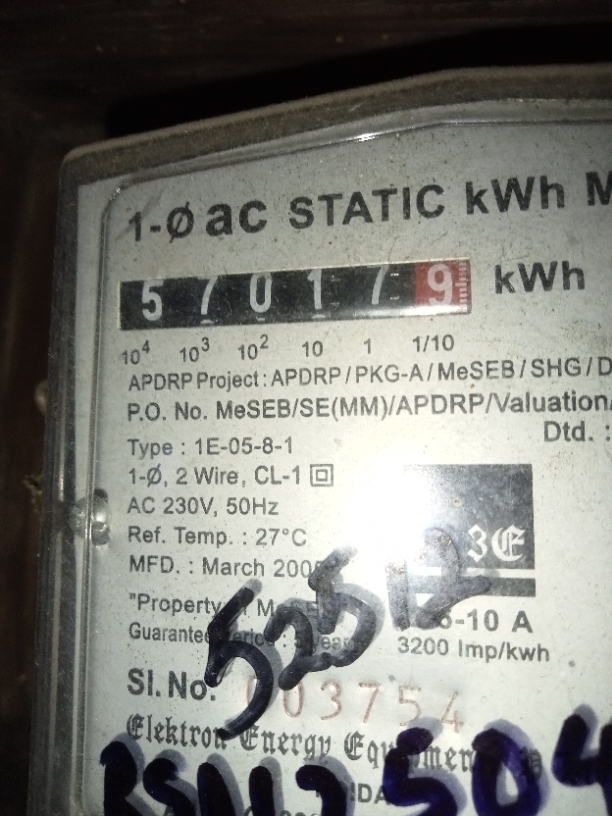 1-Ø ac STATIC kWh M
5 7 0 1 7 9 kWh
10⁴ 10³ 10² 10 1 1/10
APDRP Project : APDRP / PKG-A / MeSEB / SHG / D
P.O. No. MeSEB/SE(MM)/APDRP/Valuation/
Dtd. :
Type : 1E-05-8-1
1-Ø, 2 Wire, CL-1
AC 230V, 50Hz
Ref. Temp. : 27°C
MFD. : March
"Property
Guarantee
-10 A
3200 Imp/kwh
52512
Sl. No. 003754
Elektron Energy Equipment
504